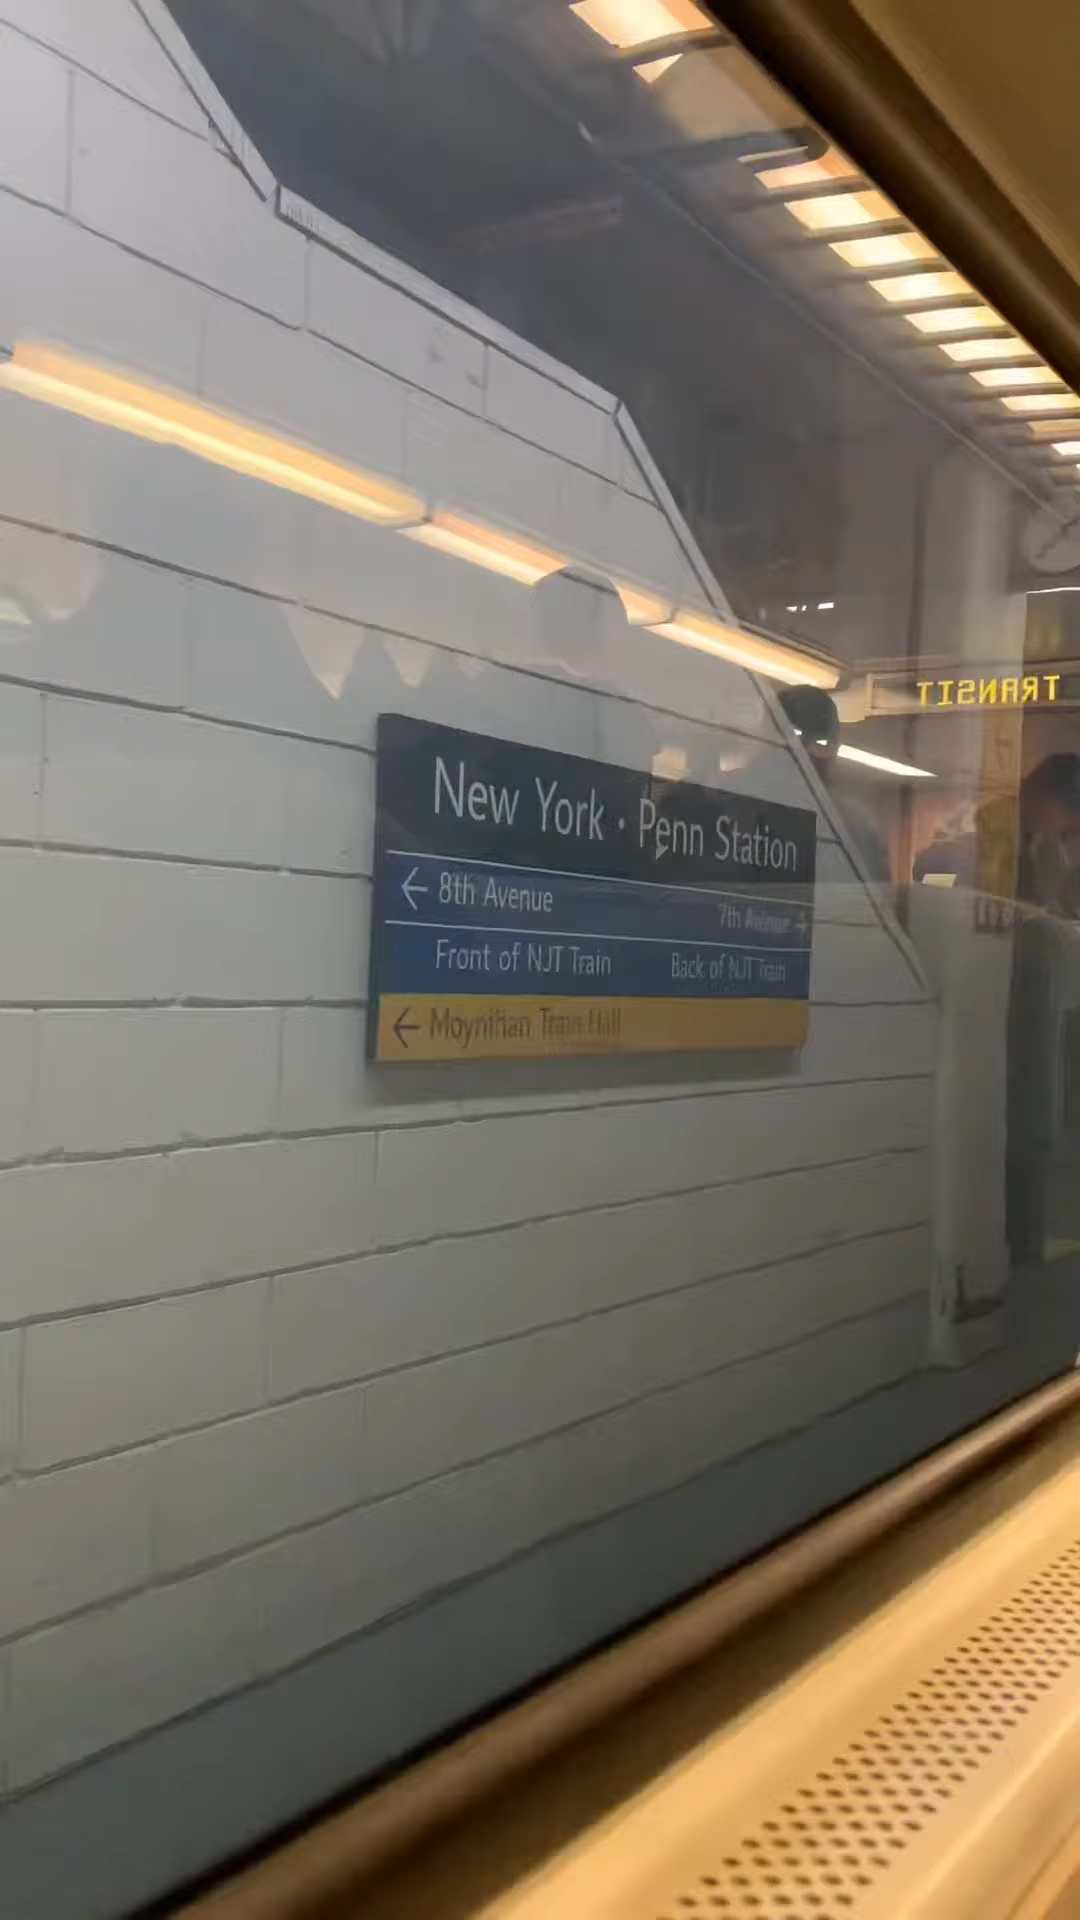 TRANSIT
New York · Penn Station
← 8th Avenue
7th Avenue →
Front of NJT Train
Back of NJT Train
← Moynihan Train Hall